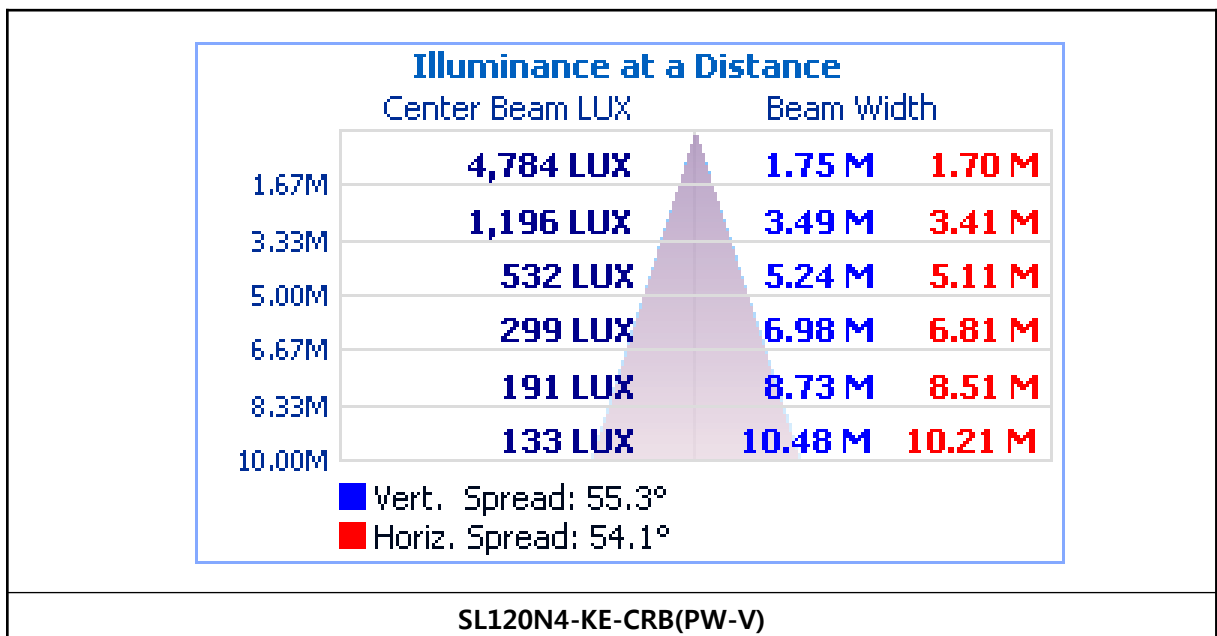 Illuminance at a Distance
Center Beam LUX Beam Width
4,784 LUX 1.75 M 1.70 M
1.67M
1,196 LUX 3.49 M 3.41 M
3.33M
532 LUX 5.24 M 5.11 M
5.00M
299 LUX 6.98 M 6.81 M
6.67M
191 LUX 8.73 M 8.51 M
8.33M
133 LUX 10.48 M 10.21 M
10.00M
Vert. Spread: 55.3º
Horiz. Spread: 54.1º
SL120N4-KE-CRB(PW-V)